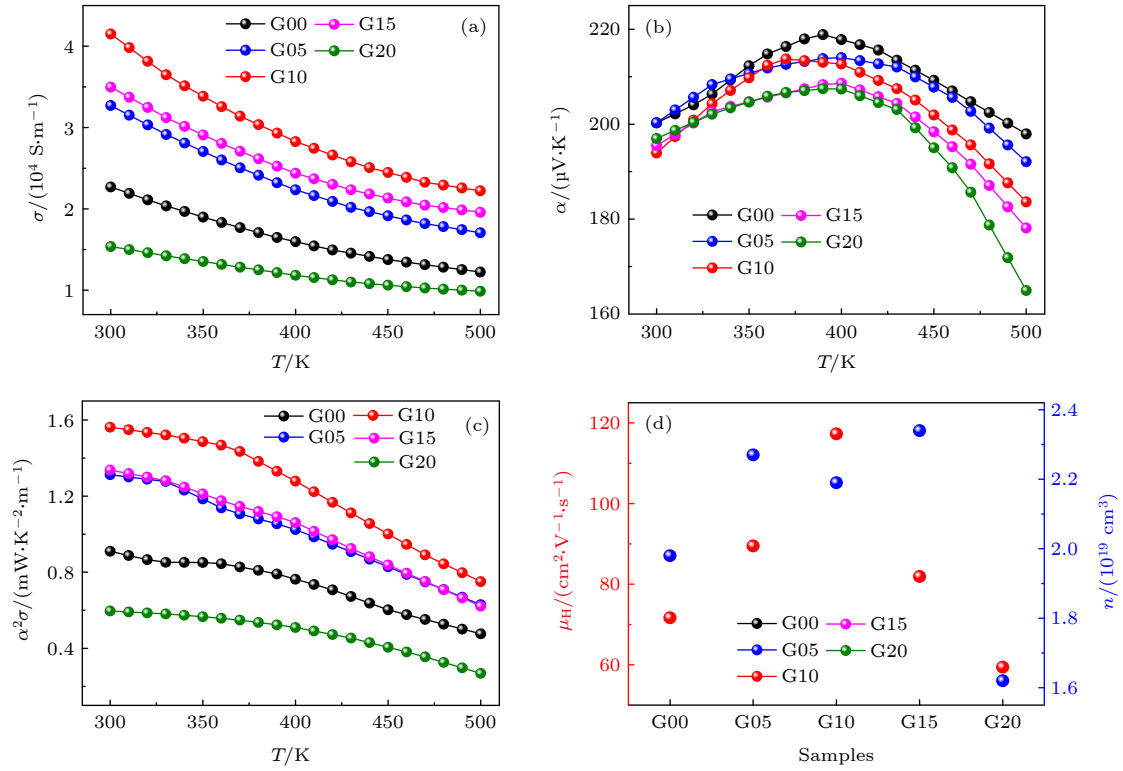 (a)
G00
G15
G05
G20
G10
4
3
2
1
σ/(10⁴ S·m⁻¹)
300
350
400
450
500
T/K
(b)
220
200
180
160
α/(µV·K⁻¹)
G00
G15
G05
G20
G10
300
350
400
450
500
T/K
(c)
G00
G10
G05
G15
G20
1.6
1.2
0.8
0.4
α²σ/(mW·K⁻²·m⁻¹)
300
350
400
450
500
T/K
(d)
120
100
80
60
μH/(cm²·V⁻¹·s⁻¹)
2.4
2.2
2.0
1.8
1.6
n/(10¹⁹ cm³)
G00
G15
G05
G20
G10
G00
G05
G10
G15
G20
Samples